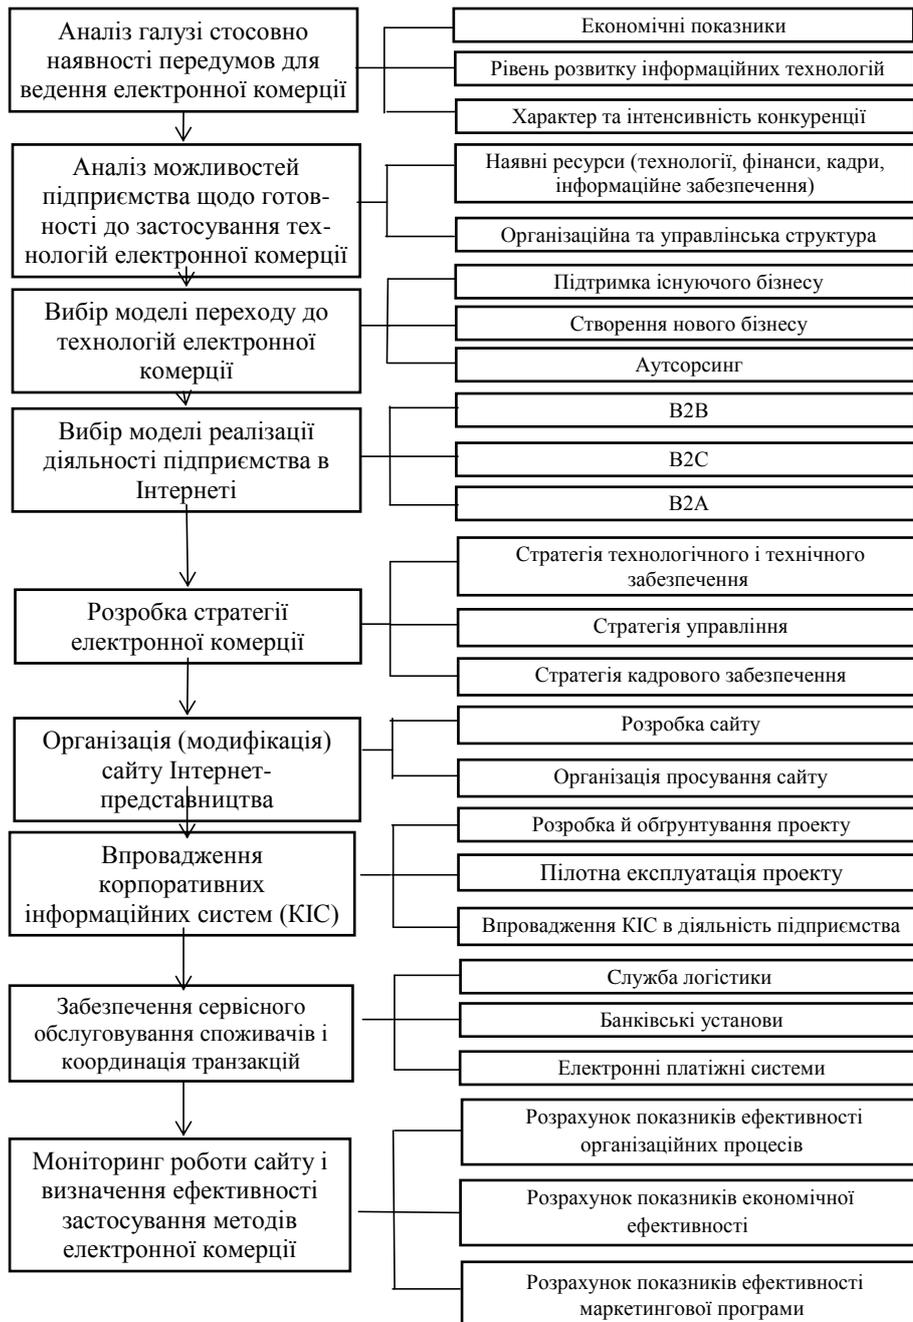 Аналіз галузі стосовно
наявності передумов для
ведення електронної комерції
Економічні показники
Рівень розвитку інформаційних технологій
Характер та інтенсивність конкуренції
Аналіз можливостей
підприємства щодо готов-
ності до застосування тех-
нологій електронної комерції
Наявні ресурси (технології, фінанси, кадри,
інформаційне забезпечення)
Організаційна та управлінська структура
Вибір моделі переходу до
технологій електронної
комерції
Підтримка існуючого бізнесу
Створення нового бізнесу
Аутсорсинг
Вибір моделі реалізації
діяльності підприємства в
Інтернеті
B2B
B2C
B2A
Розробка стратегії
електронної комерції
Стратегія технологічного і технічного
забезпечення
Стратегія управління
Стратегія кадрового забезпечення
Організація (модифікація)
сайту Інтернет-
представництва
Розробка сайту
Організація просування сайту
Впровадження
корпоративних
інформаційних систем (КІС)
Розробка й обґрунтування проекту
Пілотна експлуатація проекту
Впровадження КІС в діяльність підприємства
Забезпечення сервісного
обслуговування споживачів і
координація транзакцій
Служба логістики
Банківські установи
Електронні платіжні системи
Моніторинг роботи сайту і
визначення ефективності
застосування методів
електронної комерції
Розрахунок показників ефективності
організаційних процесів
Розрахунок показників економічної
ефективності
Розрахунок показників ефективності
маркетингової програми